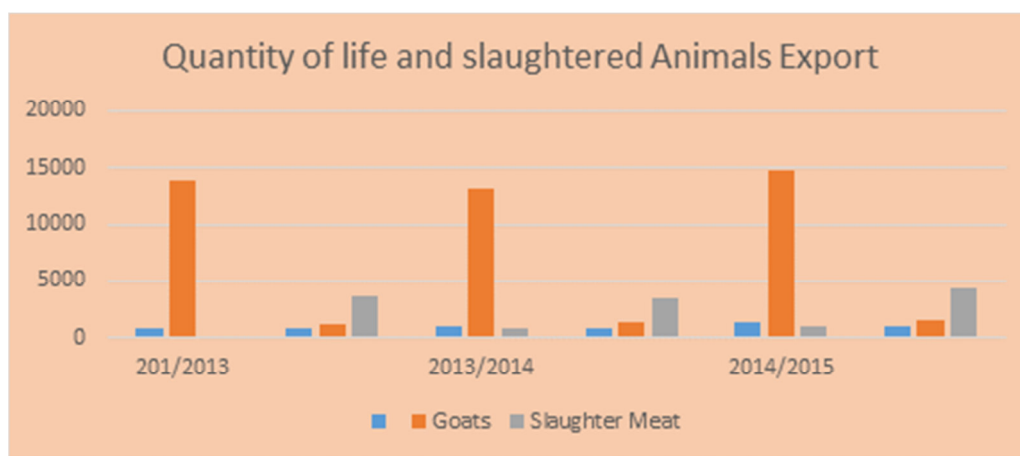 Quantity of life and slaughtered Animals Export
20000
15000
10000
5000
0
201/2013 2013/2014 2014/2015
Goats Slaughter Meat